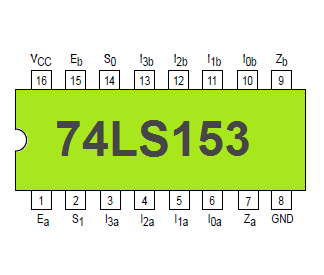 VCC Eb S0 I3b I2b I1b I0b Zb
16 15 14 13 12 11 10 9
74LS153
1 2 3 4 5 6 7 8
Ea S1 I3a I2a I1a I0a Za GND